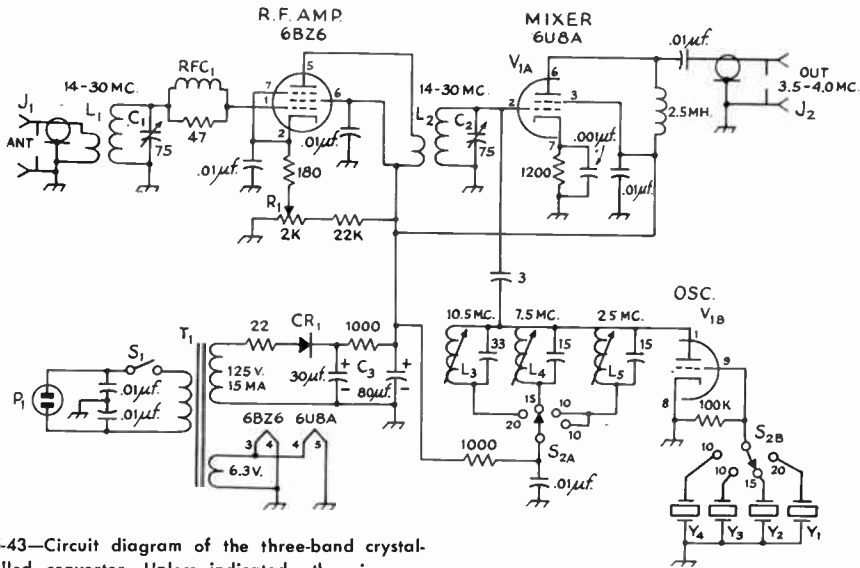 R.F. AMP.
6BZ6
MIXER
6U8A
V1A
.01µf.
OUT
3.5-4.0 MC.
J2
RFC1
14-30 MC.
J1
L1
C1
75
47
ANT
5
7
1
6
2
.01µf.
.01µf.
180
R1
2K
22K
14-30 MC.
L2
C2
75
6
2
3
7
.001µf.
1200
.01µf.
2.5MH.
3
OSC.
V1B
10.5 MC.
7.5 MC.
25 MC.
33
15
15
L3
L4
L5
1
9
8
100K
20
15
10
10
S2A
1000
.01µf.
S2B
10
10
15
20
Y4
Y3
Y2
Y1
T1
22
CR1
1000
S1
125 V.
15 MA
30µf.
+
-
C3
80µf.
+
-
P1
.01µf.
.01µf.
6BZ6
6U8A
3
4
4
5
6.3V.
-43—Circuit diagram of the three-band crystal-